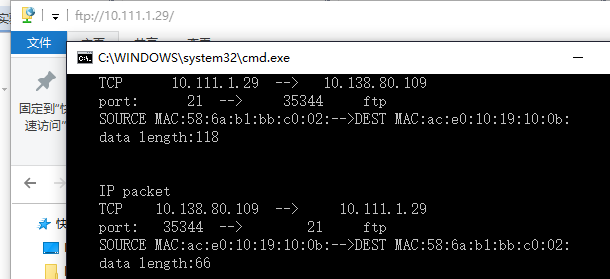 ftp://10.111.1.29/
文件
C:\WINDOWS\system32\cmd.exe
固定到"快
速访问"
TCP 10.111.1.29 --> 10.138.80.109
port: 21 --> 35344 ftp
SOURCE MAC:58:6a:b1:bb:c0:02:-->DEST MAC:ac:e0:10:19:10:0b:
data length:118
IP packet
TCP 10.138.80.109 --> 10.111.1.29
port: 35344 --> 21 ftp
SOURCE MAC:ac:e0:10:19:10:0b:-->DEST MAC:58:6a:b1:bb:c0:02:
data length:66
快